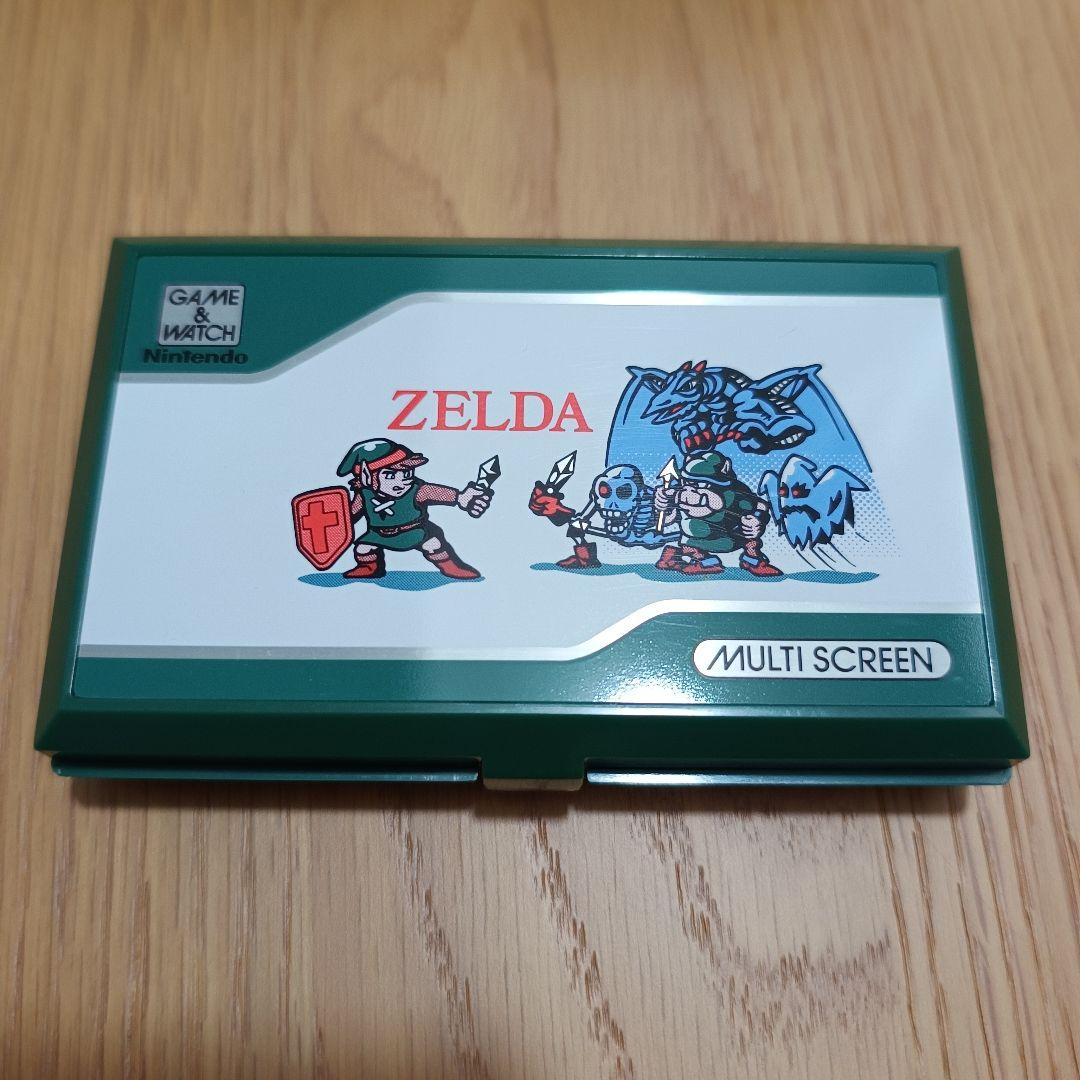 GAME
&
WATCH
Nintendo
ZELDA
MULTI SCREEN